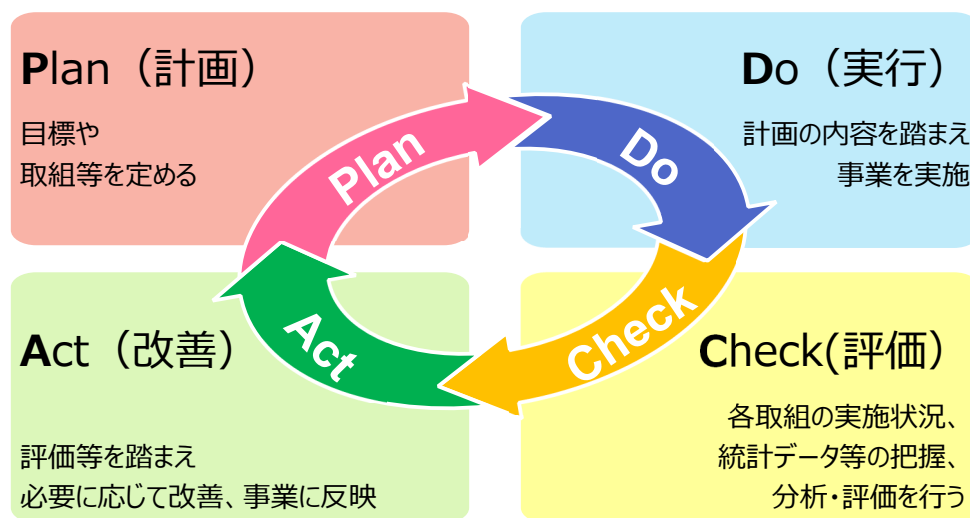 Plan（計画）
目標や
取組等を定める
Do（実行）
計画の内容を踏まえ
事業を実施
Plan
Do
Check
Act
Act（改善）
評価等を踏まえ
必要に応じて改善、事業に反映
Check(評価）
各取組の実施状況、
統計データ等の把握、
分析・評価を行う